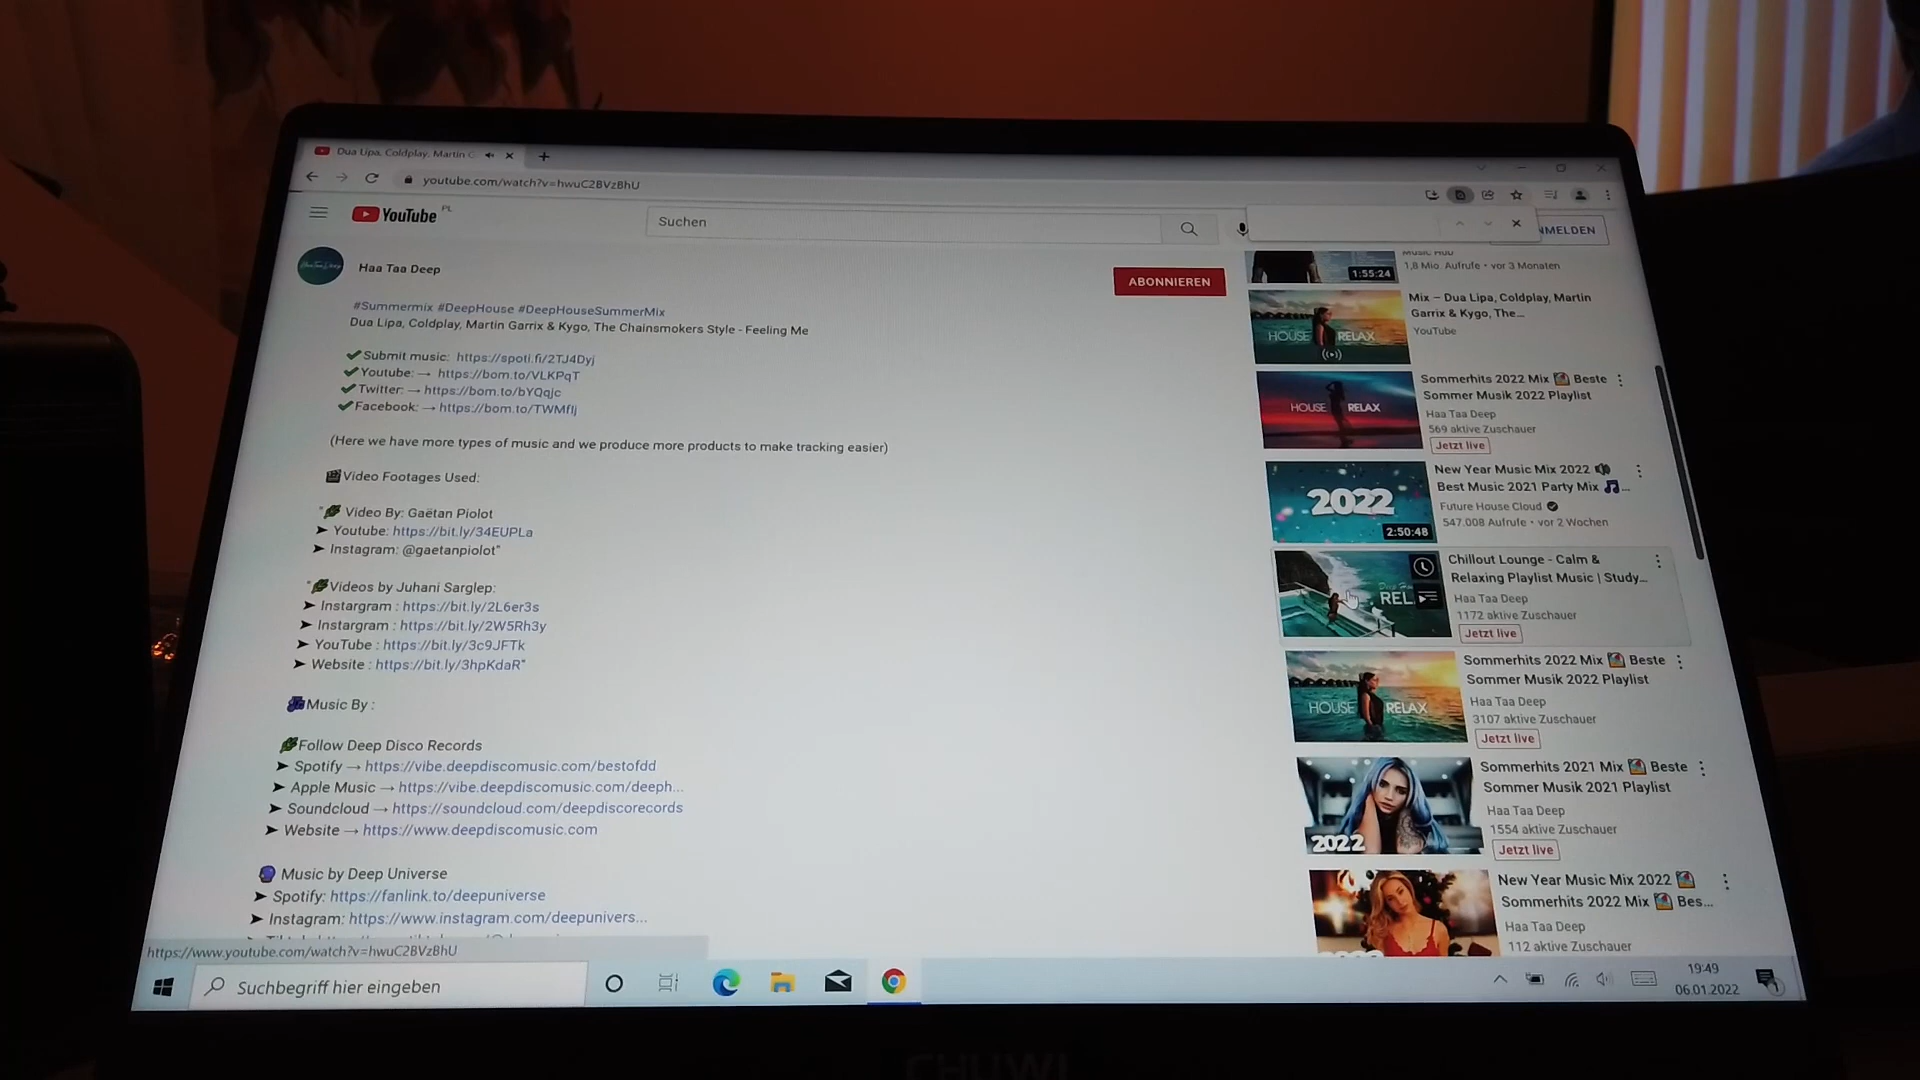 Dua Lipa, Coldplay, Martin G
youtube.com/watch?v=hwuC2BVzBhU
YouTube PL
Suchen
NMELDEN
Haa Taa Deep
ABONNIEREN
#Summermix #DeepHouse #DeepHouseSummerMix
Dua Lipa, Coldplay, Martin Garrix & Kygo, The Chainsmokers Style - Feeling Me
✔Submit music: https://spoti.fi/2TJ4Dyj
✔Youtube: → https://bom.to/VLKPqT
✔Twitter: → https://bom.to/bYQqjc
✔Facebook: → https://bom.to/TWMfIj
(Here we have more types of music and we produce more products to make tracking easier)
Video Footages Used:
" Video By: Gaëtan Piolot
➤ Youtube: https://bit.ly/34EUPLa
➤ Instagram: @gaetanpiolot"
"Videos by Juhani Sarglep:
➤ Instargram : https://bit.ly/2L6er3s
➤ Instargram : https://bit.ly/2W5Rh3y
➤ YouTube : https://bit.ly/3c9JFTk
➤ Website : https://bit.ly/3hpKdaR"
Music By :
Follow Deep Disco Records
➤ Spotify → https://vibe.deepdiscomusic.com/bestofdd
➤ Apple Music → https://vibe.deepdiscomusic.com/deeph...
➤ Soundcloud → https://soundcloud.com/deepdiscorecords
➤ Website → https://www.deepdiscomusic.com
Music by Deep Universe
➤ Spotify: https://fanlink.to/deepuniverse
➤ Instagram: https://www.instagram.com/deepunivers...
https://www.youtube.com/watch?v=hwuC2BVzBhU
Music Hub
1,8 Mio. Aufrufe • vor 3 Monaten
1:55:24
Mix – Dua Lipa, Coldplay, Martin
Garrix & Kygo, The...
YouTube
HOUSE RELAX
Sommerhits 2022 Mix Beste
Sommer Musik 2022 Playlist
Haa Taa Deep
569 aktive Zuschauer
Jetzt live
HOUSE RELAX
New Year Music Mix 2022
Best Music 2021 Party Mix ...
Future House Cloud
547.008 Aufrufe • vor 2 Wochen
2022
2:50:48
Chillout Lounge - Calm &
Relaxing Playlist Music | Study...
Haa Taa Deep
1172 aktive Zuschauer
Jetzt live
REL
Sommerhits 2022 Mix Beste
Sommer Musik 2022 Playlist
Haa Taa Deep
3107 aktive Zuschauer
Jetzt live
HOUSE RELAX
Sommerhits 2021 Mix Beste
Sommer Musik 2021 Playlist
Haa Taa Deep
1554 aktive Zuschauer
Jetzt live
2022
New Year Music Mix 2022
Sommerhits 2022 Mix Bes...
Haa Taa Deep
112 aktive Zuschauer
Suchbegriff hier eingeben
19:49
06.01.2022
1
CHUWI